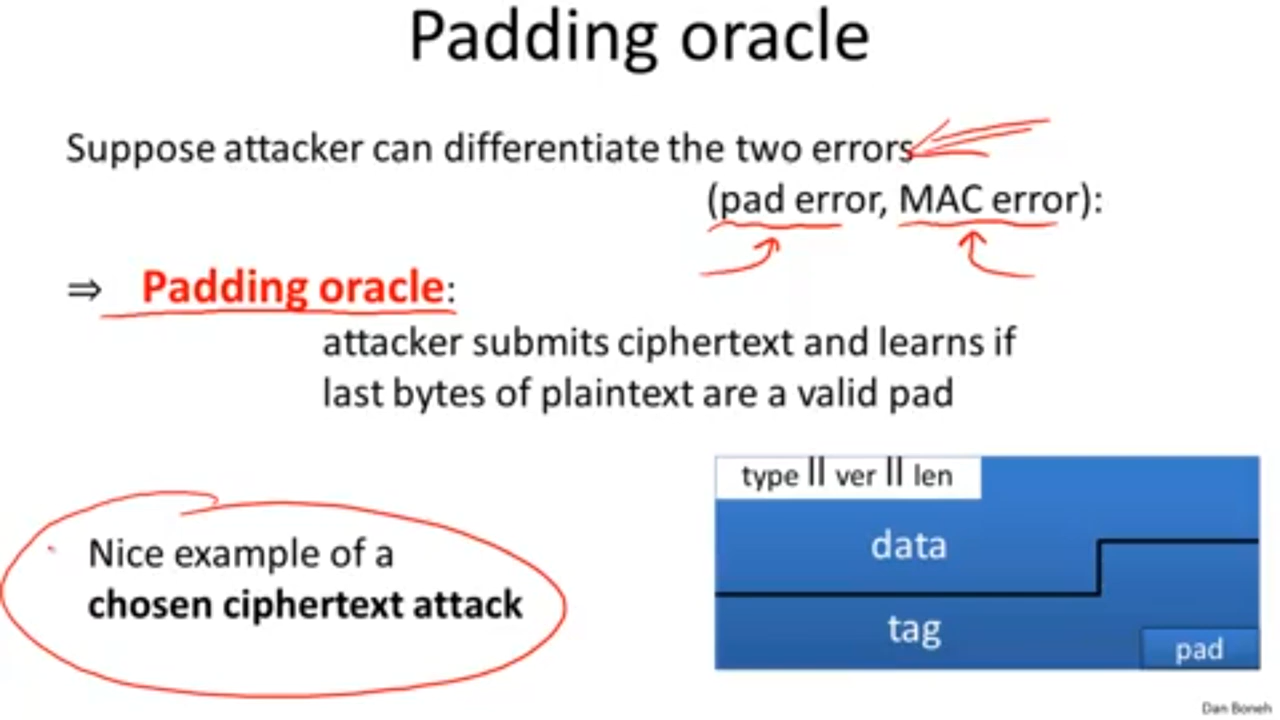 Padding oracle
Suppose attacker can differentiate the two errors
(pad error, MAC error):
⇒ Padding oracle:
attacker submits ciphertext and learns if
last bytes of plaintext are a valid pad
Nice example of a
chosen ciphertext attack
type || ver || len
data
tag
pad
Dan Boneh